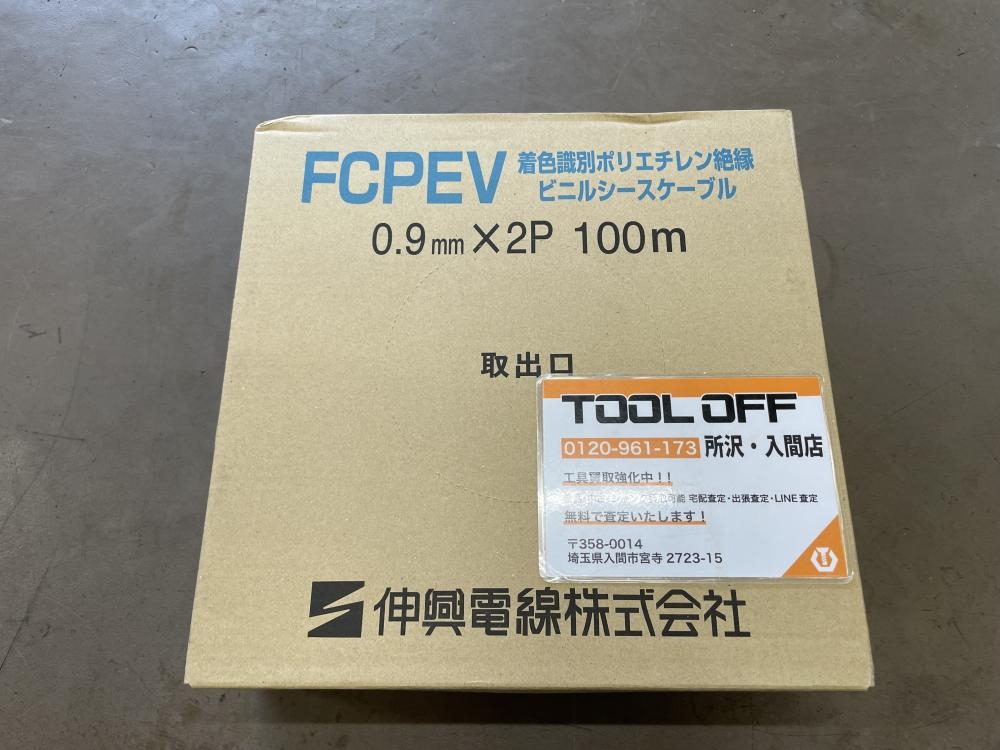 FCPEV 着色識別ポリエチレン絶縁
ビニルシースケーブル
0.9mm×2P 100m
取出口
TOOL OFF
0120-961-173 所沢・入間店
工具買取強化中!!
可能 宅配査定・出張査定・LINE査定
無料で査定いたします!
〒358-0014
埼玉県入間市宮寺 2723-15
伸興電線株式会社